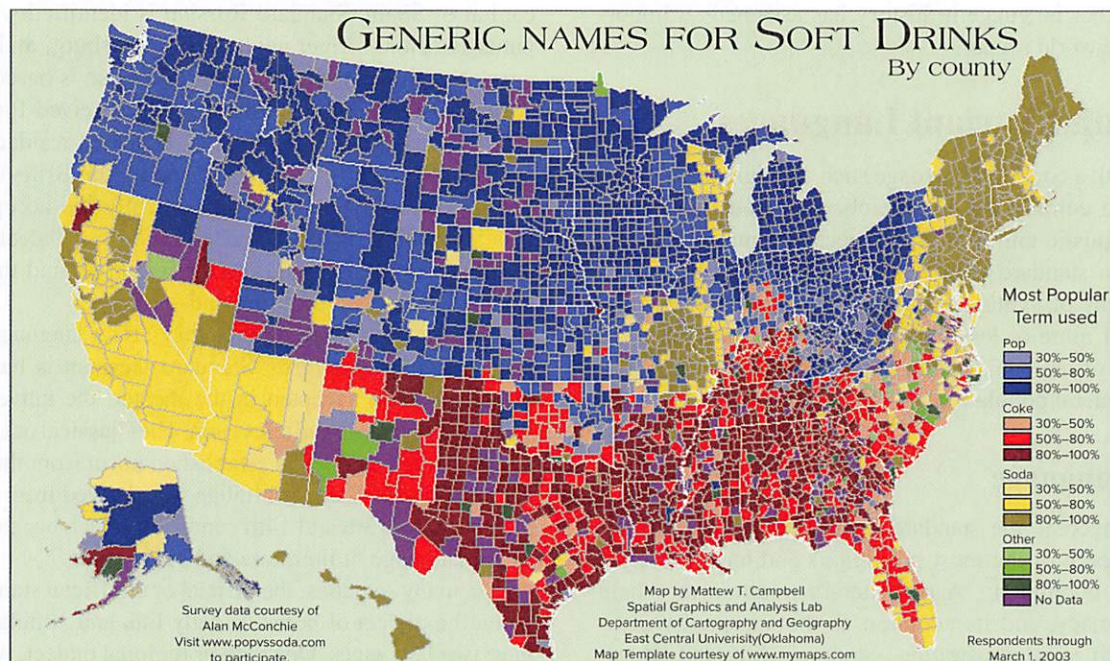 GENERIC NAMES FOR SOFT DRINKS
By county
Most Popular
Term used
Pop
30%–50%
50%–80%
80%–100%
Coke
30%–50%
50%–80%
80%–100%
Soda
30%–50%
50%–80%
80%–100%
Other
30%–50%
50%–80%
80%–100%
No Data
Survey data courtesy of
Alan McConchie
Visit www.popvssoda.com
to participate.
Map by Mattew T. Campbell
Spatial Graphics and Analysis Lab
Department of Cartography and Geography
East Central Univerisity(Oklahoma)
Map Template courtesy of www.mymaps.com
Respondents through
March 1, 2003